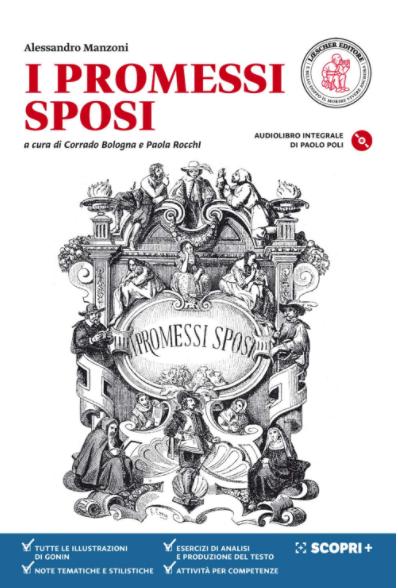 Alessandro Manzoni
I PROMESSI
SPOSI
a cura di Corrado Bologna e Paola Rocchi
LŒSCHER EDITORE
AUDIOLIBRO INTEGRALE
DI PAOLO POLI
I PROMESSI SPOSI
TUTTE LE ILLUSTRAZIONI
DI GONIN
NOTE TEMATICHE E STILISTICHE
ESERCIZI DI ANALISI
E PRODUZIONE DEL TESTO
ATTIVITÀ PER COMPETENZE
SCOPRI +